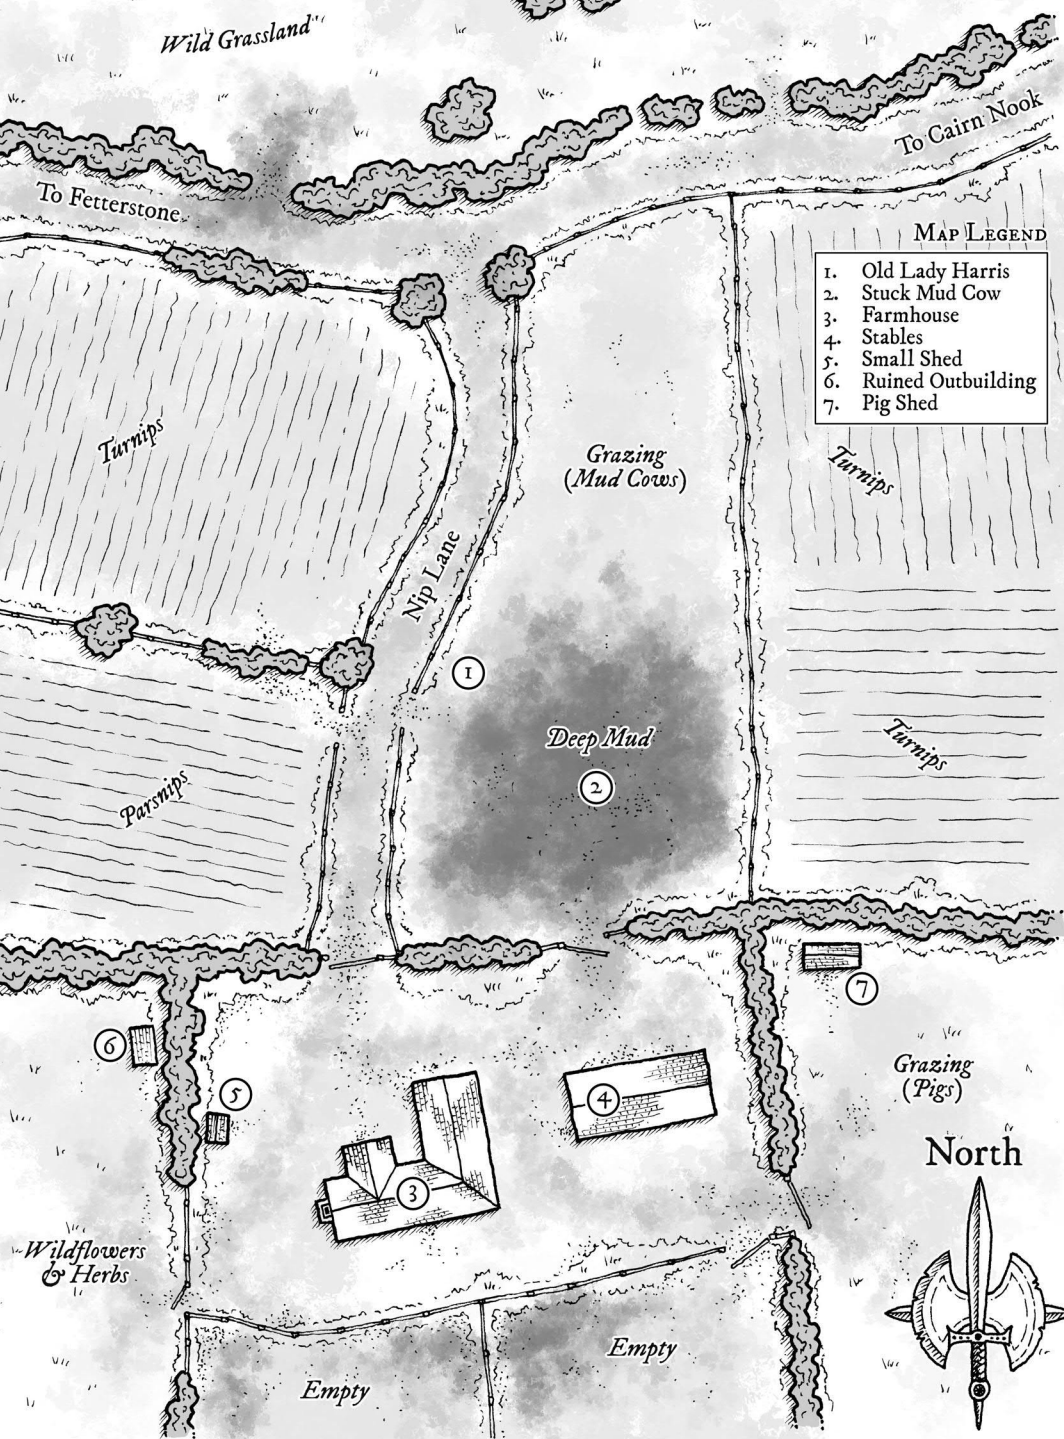 Wild Grassland
To Cairn Nook
To Fetterstone
Map Legend
1. Old Lady Harris
2. Stuck Mud Cow
3. Farmhouse
4. Stables
5. Small Shed
6. Ruined Outbuilding
7. Pig Shed
Turnips
Grazing
(Mud Cows)
Turnips
Nip Lane
1
Deep Mud
2
Turnips
Parsnips
7
6
5
4
Grazing
(Pigs)
North
3
Wildflowers
& Herbs
Empty
Empty